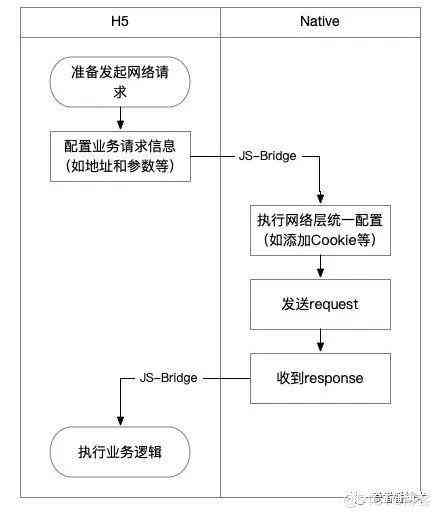 H5
Native
准备发起网络请
求
配置业务请求信息
(如地址和参数等)
JS-Bridge
执行网络层统一配置
(如添加Cookie等)
发送request
收到response
JS-Bridge
执行业务逻辑